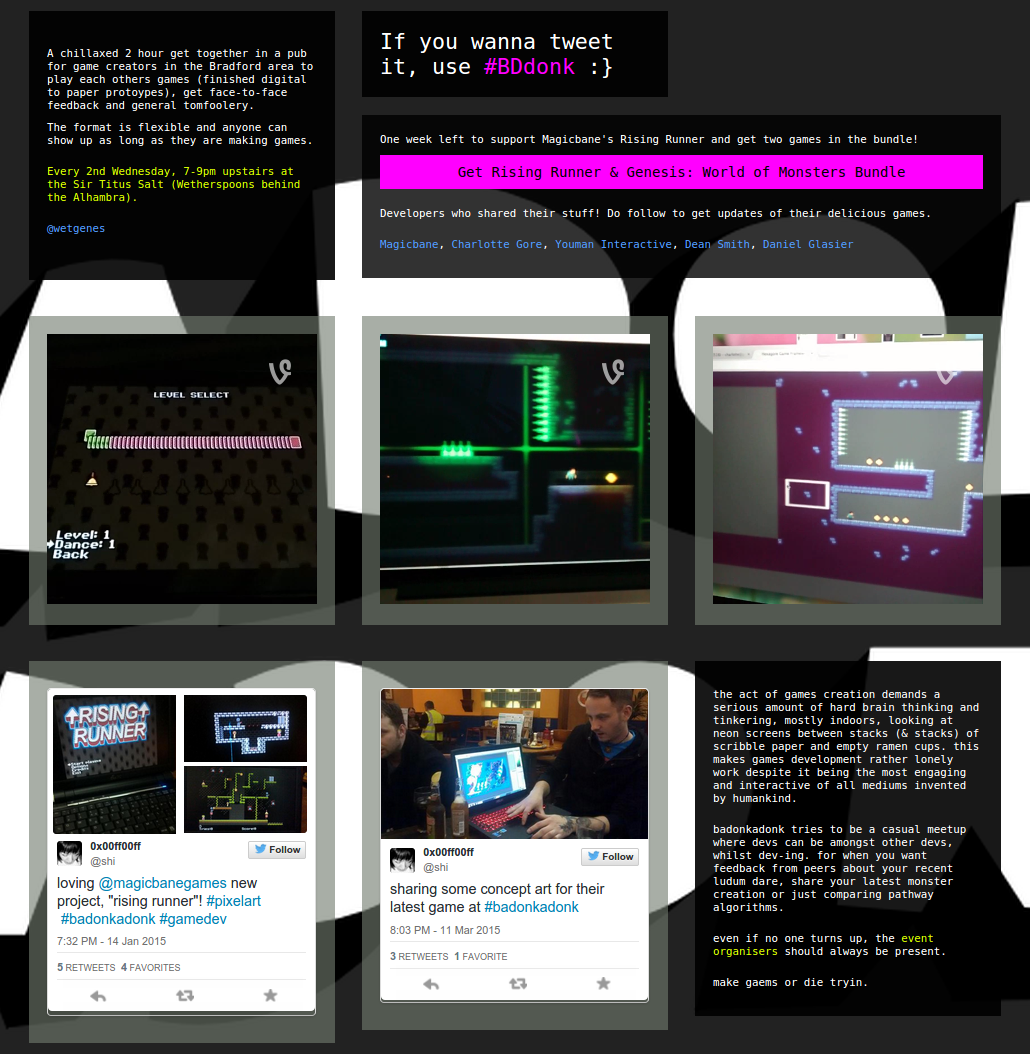 A chillaxed 2 hour get together in a pub
for game creators in the Bradford area to
play each others games (finished digital
to paper protoypes), get face-to-face
feedback and general tomfoolery.
The format is flexible and anyone can
show up as long as they are making games.
Every 2nd Wednesday, 7-9pm upstairs at
the Sir Titus Salt (Wetherspoons behind
the Alhambra).
@wetgenes
If you wanna tweet
it, use #BDdonk :}
One week left to support Magicbane's Rising Runner and get two games in the bundle!
Get Rising Runner & Genesis: World of Monsters Bundle
Developers who shared their stuff! Do follow to get updates of their delicious games.
Magicbane, Charlotte Gore, Youman Interactive, Dean Smith, Daniel Glasier
LEVEL SELECT
Level: 1
Dance: 1
Back
RISING
RUNNER
0x00ff00ff
@shi
Follow
loving @magicbanegames new
project, "rising runner"! #pixelart
#badonkadonk #gamedev
7:32 PM - 14 Jan 2015
5 RETWEETS 4 FAVORITES
0x00ff00ff
@shi
Follow
sharing some concept art for their
latest game at #badonkadonk
8:03 PM - 11 Mar 2015
3 RETWEETS 1 FAVORITE
the act of games creation demands a
serious amount of hard brain thinking and
tinkering, mostly indoors, looking at
neon screens between stacks (& stacks) of
scribble paper and empty ramen cups. this
makes games development rather lonely
work despite it being the most engaging
and interactive of all mediums invented
by humankind.
badonkadonk tries to be a casual meetup
where devs can be amongst other devs,
whilst dev-ing. for when you want
feedback from peers about your recent
ludum dare, share your latest monster
creation or just comparing pathway
algorithms.
even if no one turns up, the event
organisers should always be present.
make gaems or die tryin.